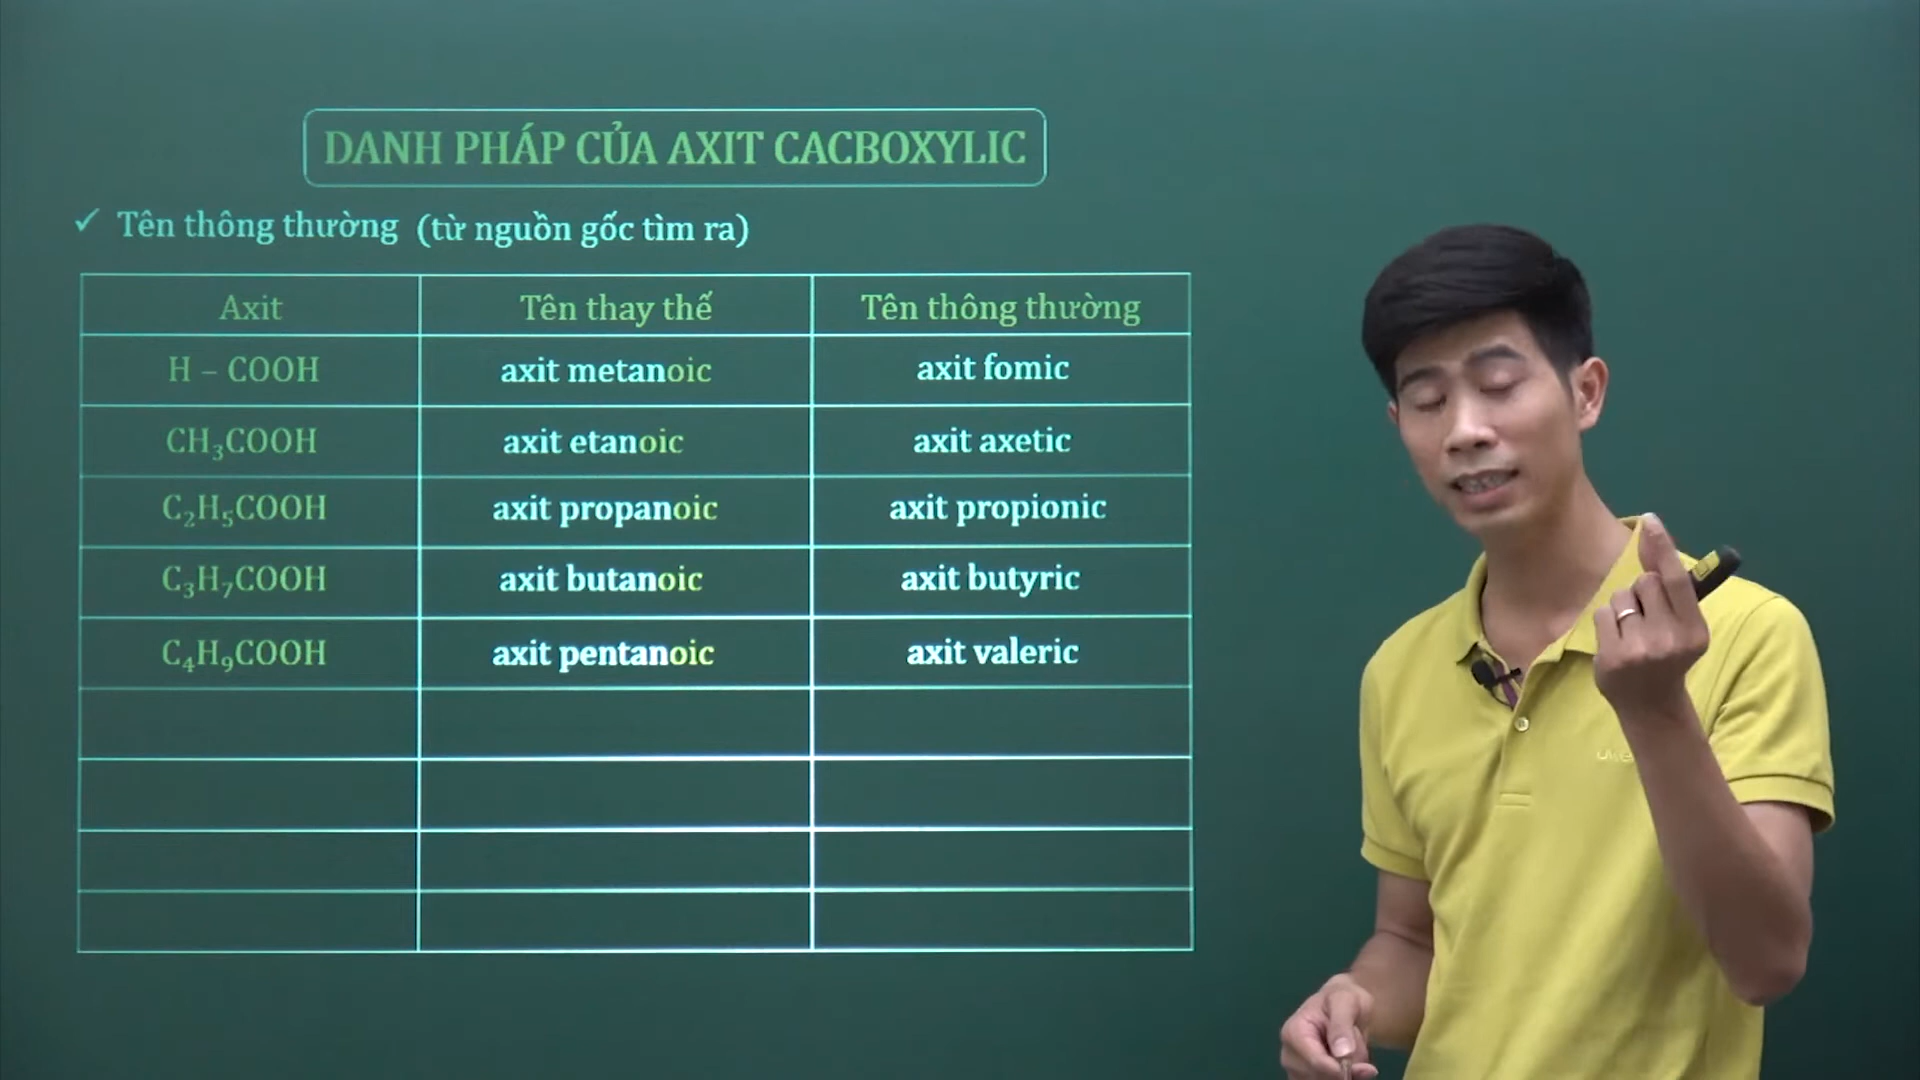 DANH PHÁP CỦA AXIT CACBOXYLIC
✓ Tên thông thường (từ nguồn gốc tìm ra)
Axit Tên thay thế Tên thông thường
H – COOH axit metanoic axit fomic
CH₃COOH axit etanoic axit axetic
C₂H₅COOH axit propanoic axit propionic
C₃H₇COOH axit butanoic axit butyric
C₄H₉COOH axit pentanoic axit valeric